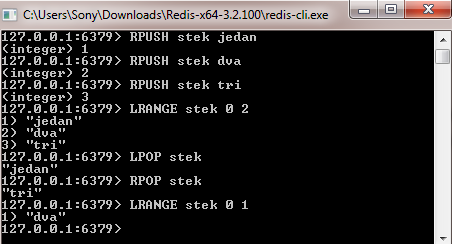 C:\Users\Sony\Downloads\Redis-x64-3.2.100\redis-cli.exe
127.0.0.1:6379> RPUSH stek jedan
(integer) 1
127.0.0.1:6379> RPUSH stek dva
(integer) 2
127.0.0.1:6379> RPUSH stek tri
(integer) 3
127.0.0.1:6379> LRANGE stek 0 2
1) "jedan"
2) "dva"
3) "tri"
127.0.0.1:6379> LPOP stek
"jedan"
127.0.0.1:6379> RPOP stek
"tri"
127.0.0.1:6379> LRANGE stek 0 1
1) "dva"
127.0.0.1:6379>